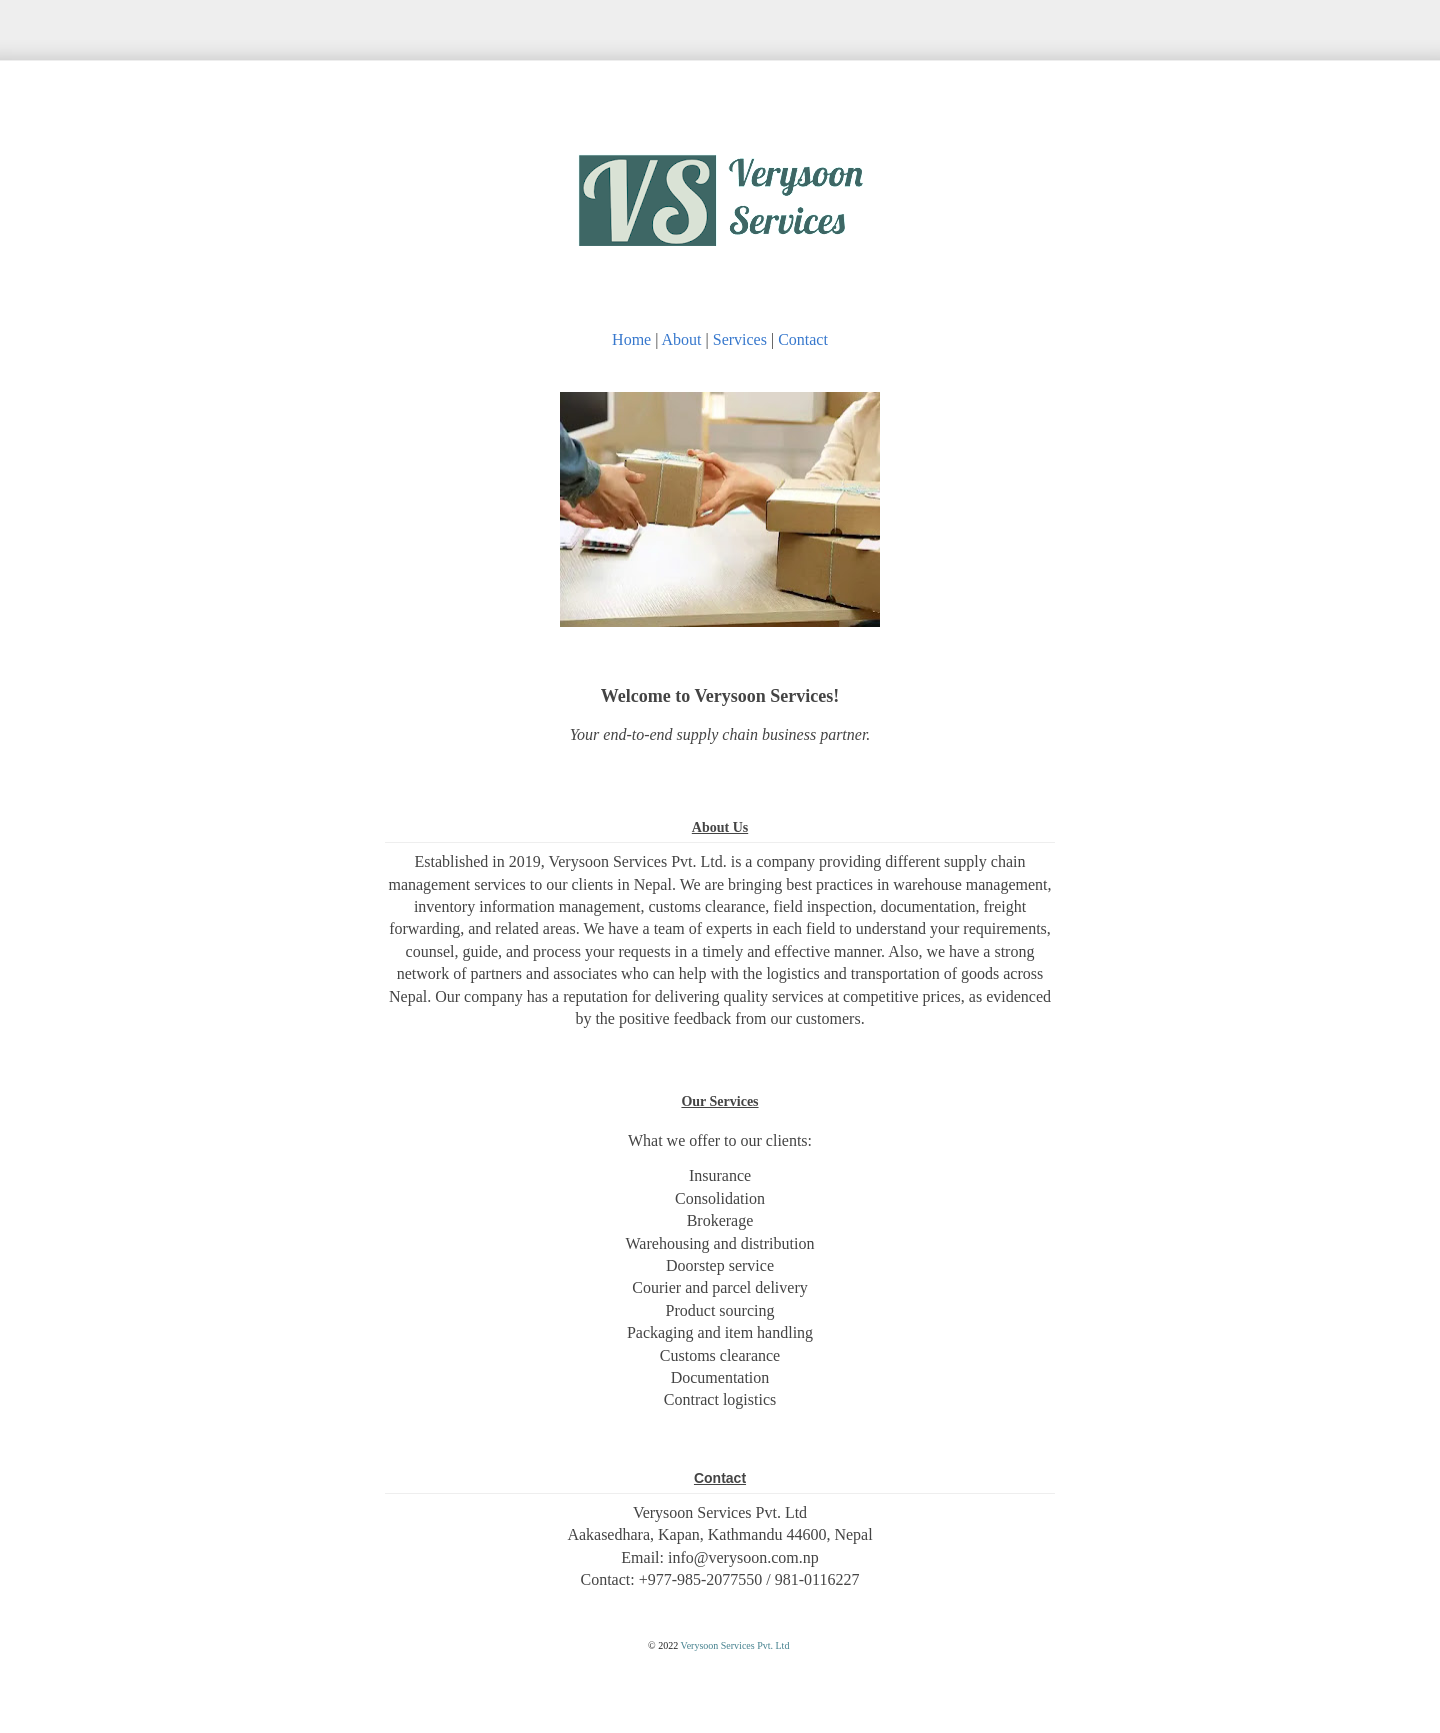 VS
Verysoon
Services
Home | About | Services | Contact
Welcome to Verysoon Services!
Your end-to-end supply chain business partner.
About Us
Established in 2019, Verysoon Services Pvt. Ltd. is a company providing different supply chain
management services to our clients in Nepal. We are bringing best practices in warehouse management,
inventory information management, customs clearance, field inspection, documentation, freight
forwarding, and related areas. We have a team of experts in each field to understand your requirements,
counsel, guide, and process your requests in a timely and effective manner. Also, we have a strong
network of partners and associates who can help with the logistics and transportation of goods across
Nepal. Our company has a reputation for delivering quality services at competitive prices, as evidenced
by the positive feedback from our customers.
Our Services
What we offer to our clients:
Insurance
Consolidation
Brokerage
Warehousing and distribution
Doorstep service
Courier and parcel delivery
Product sourcing
Packaging and item handling
Customs clearance
Documentation
Contract logistics
Contact
Verysoon Services Pvt. Ltd
Aakasedhara, Kapan, Kathmandu 44600, Nepal
Email: info@verysoon.com.np
Contact: +977-985-2077550 / 981-0116227
© 2022 Verysoon Services Pvt. Ltd